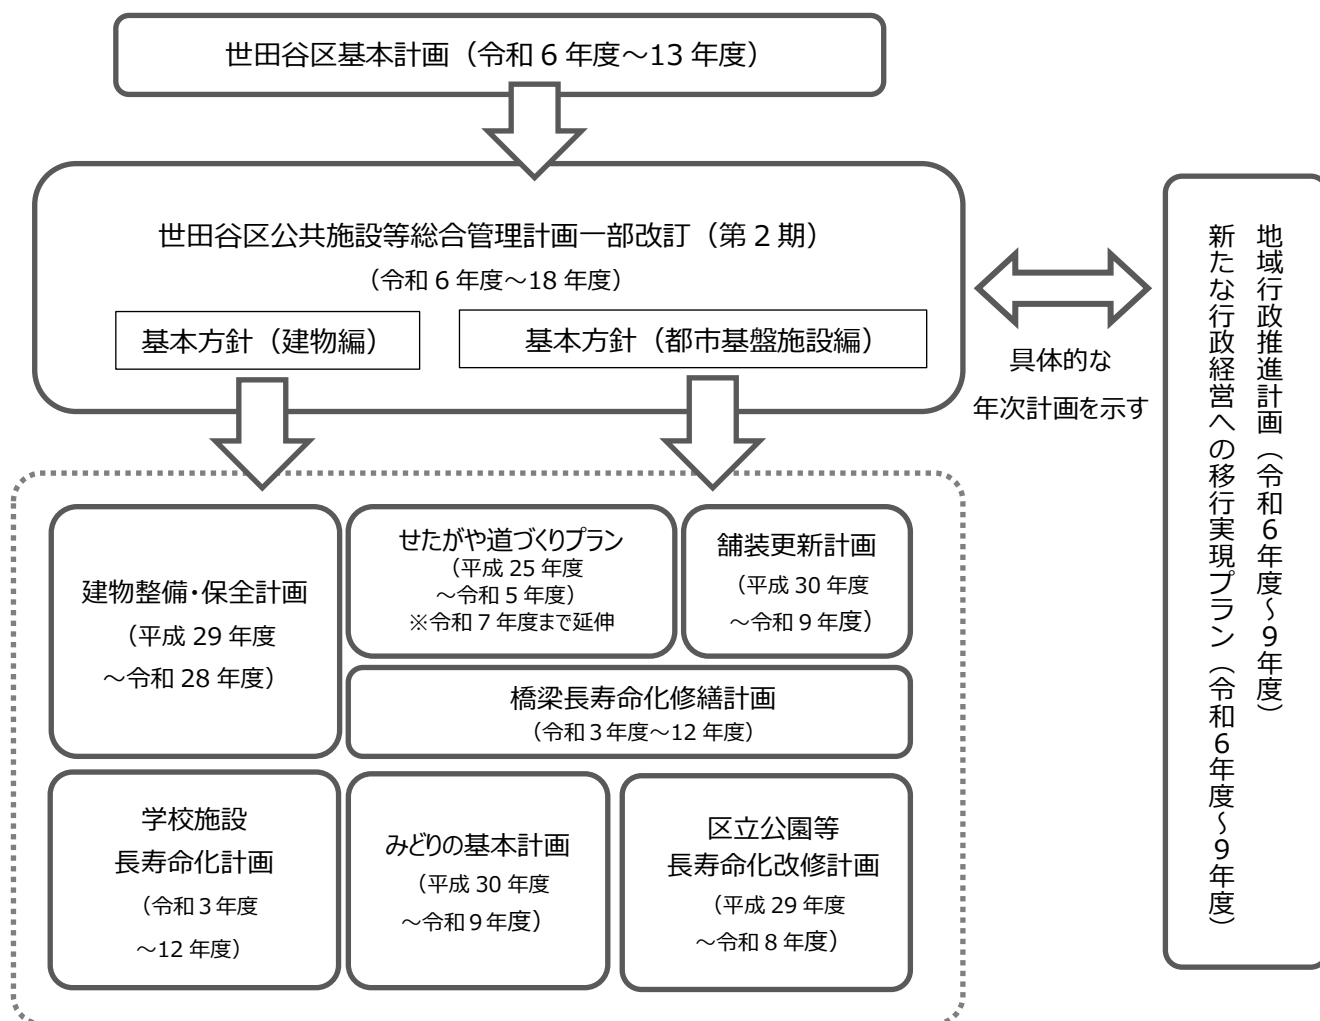 世田谷区基本計画（令和６年度～13 年度）
世田谷区公共施設等総合管理計画一部改訂（第２期）
（令和６年度～18 年度）
基本方針（建物編）
基本方針（都市基盤施設編）
具体的な
年次計画を示す
地域行政推進計画（令和６年度～９年度）
新たな行政経営への移行実現プラン（令和６年度～９年度）
建物整備・保全計画
（平成 29 年度
～令和 28 年度）
せたがや道づくりプラン
（平成 25 年度
～令和５年度）
※令和７年度まで延伸
舗装更新計画
（平成 30 年度
～令和９年度）
橋梁長寿命化修繕計画
（令和３年度～12 年度）
学校施設
長寿命化計画
（令和３年度
～12 年度）
みどりの基本計画
（平成 30 年度
～令和９年度）
区立公園等
長寿命化改修計画
（平成 29 年度
～令和８年度）